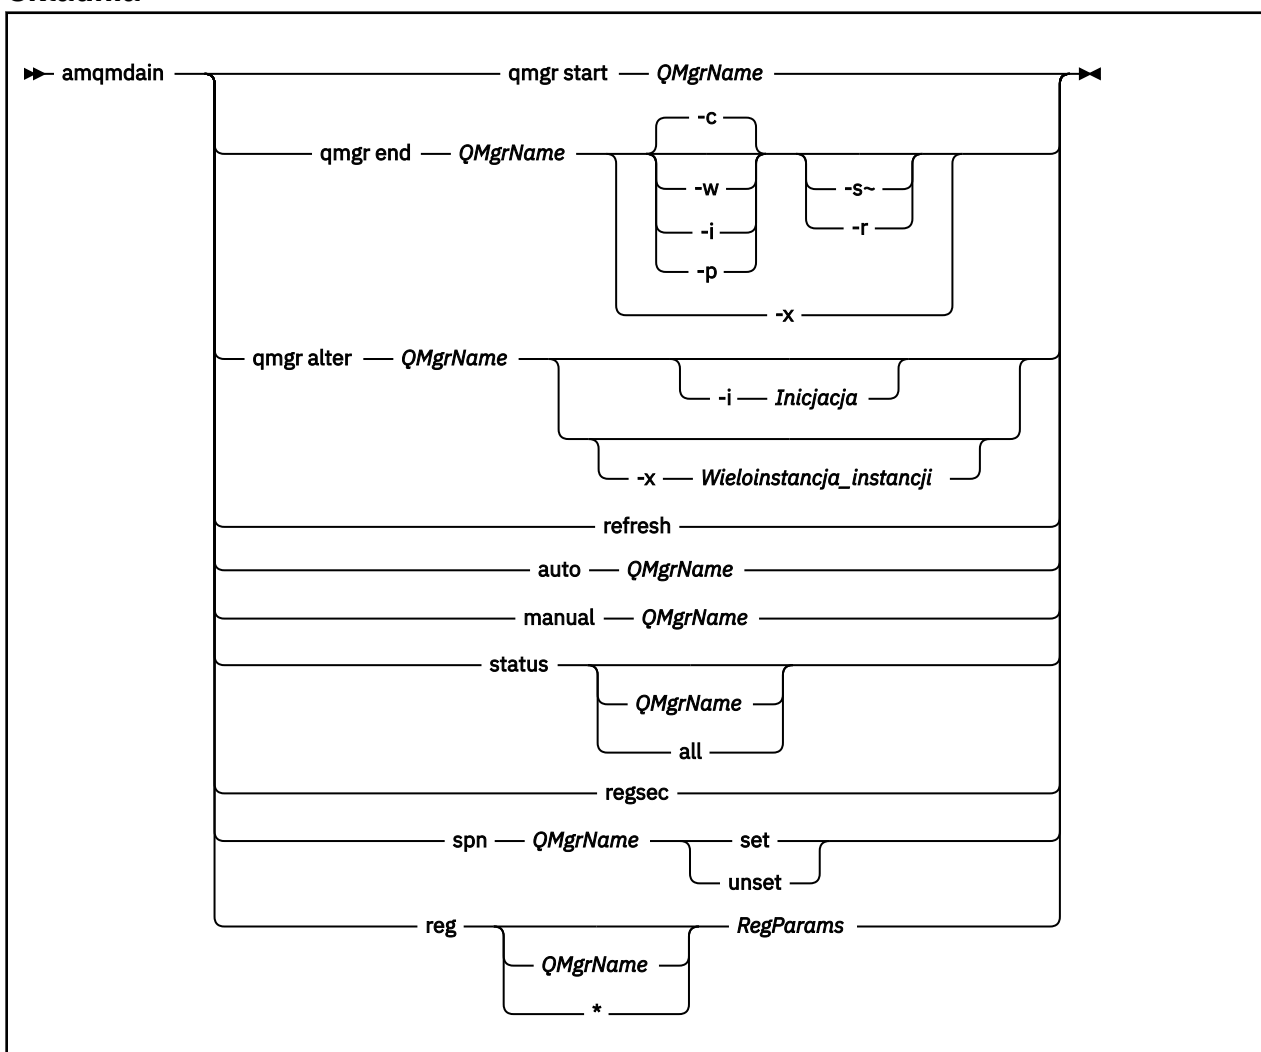 amqmdain qmgr start QMgrName
-c
qmgr end QMgrName
-w -s~
-i -r
-p
-x
qmgr alter QMgrName
-i Inicjacja
-x Wieloinstancja_instancji
refresh
auto QMgrName
manual QMgrName
status
QMgrName
all
regsec
spn QMgrName set
unset
reg RegParams
QMgrName
*